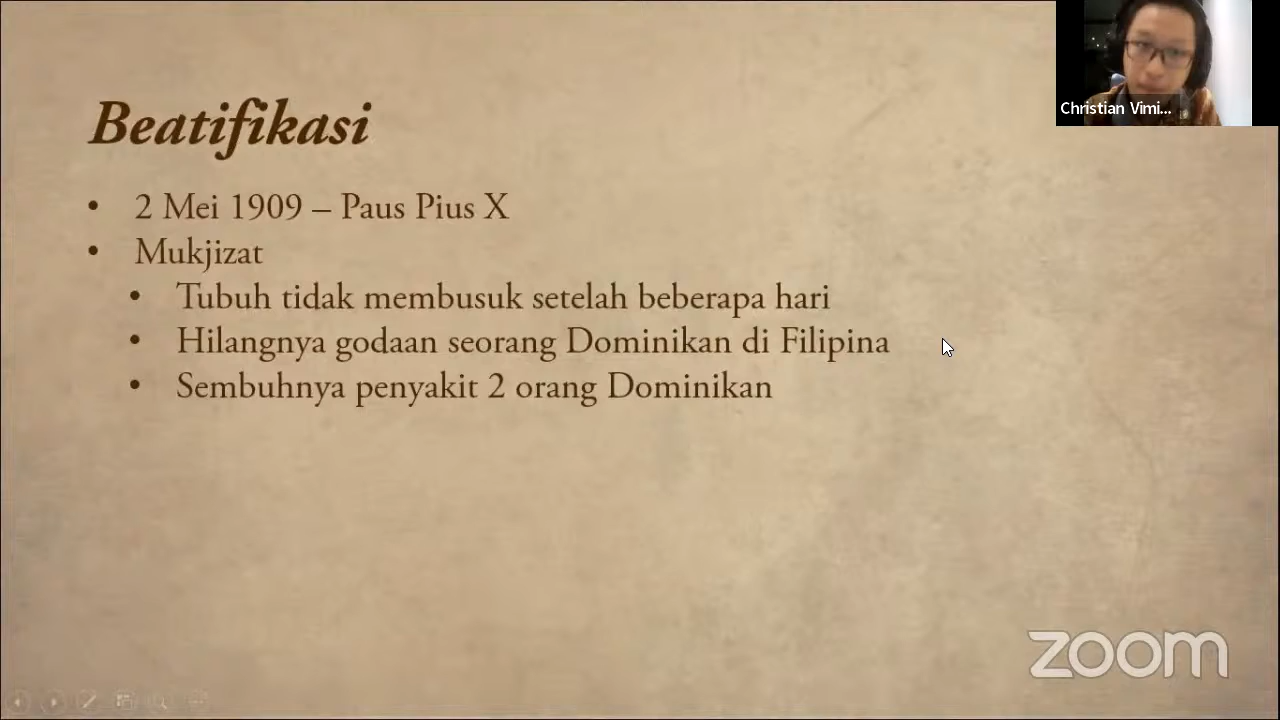 Beatifikasi
• 2 Mei 1909 – Paus Pius X
• Mukjizat
• Tubuh tidak membusuk setelah beberapa hari
• Hilangnya godaan seorang Dominikan di Filipina
• Sembuhnya penyakit 2 orang Dominikan
Christian Vimi...
zoom